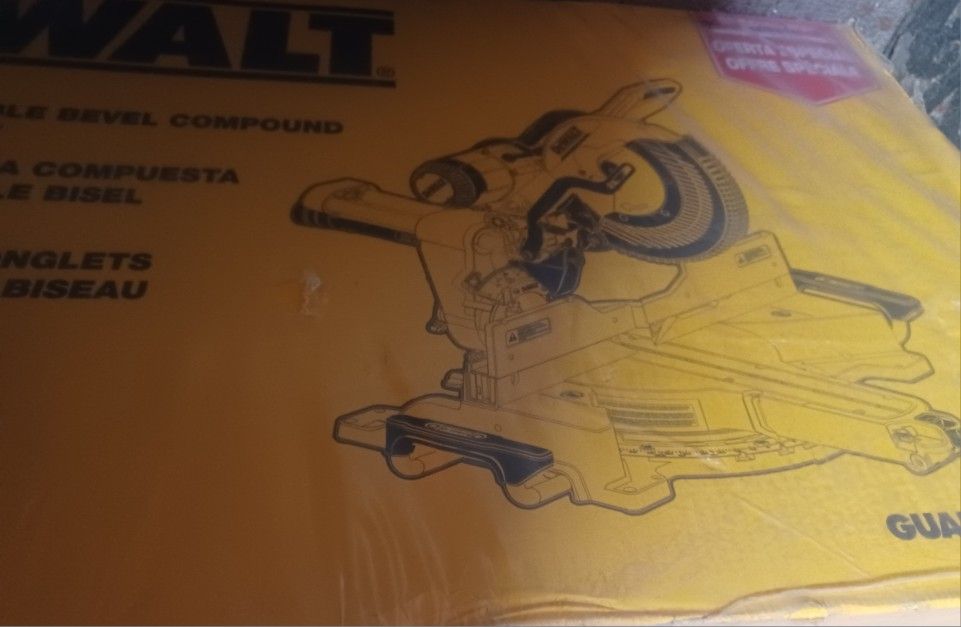 WALT®
OFERTA ESPECIAL
OFFRE SPÉCIALE
LE BEVEL COMPOUND
A COMPUESTA
LE BISEL
NGLETS
BISEAU
GUA